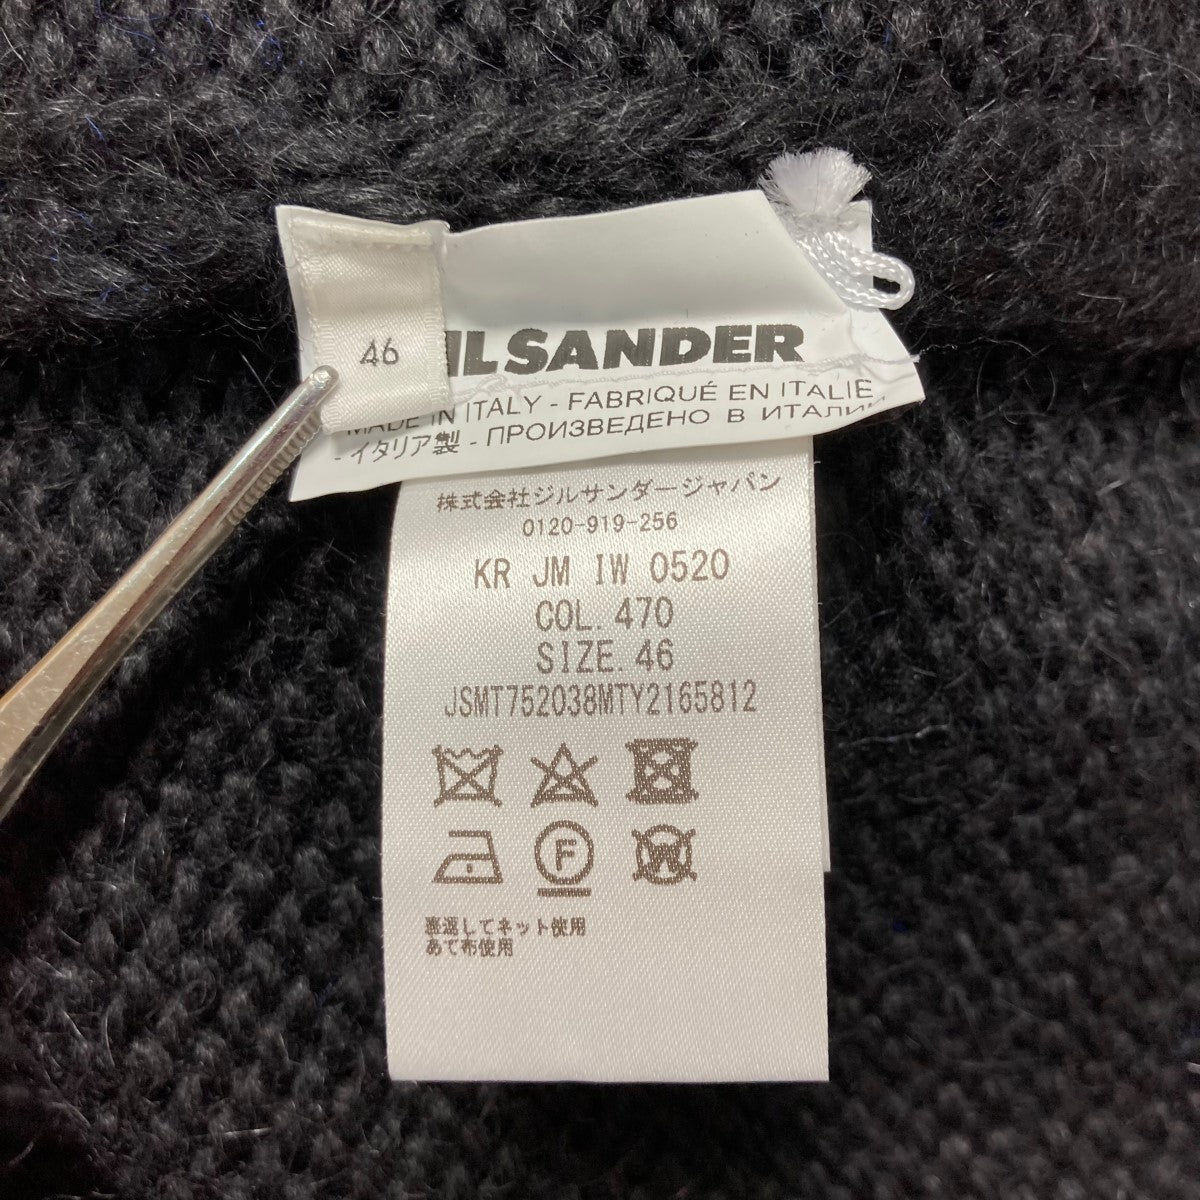 46
JIL SANDER
MADE IN ITALY - FABRIQUÉ EN ITALIE
- イタリア製 - ПРОИЗВЕДЕНО В ИТАЛИИ
株式会社ジルサンダージャパン
0120-919-256
KR JM IW 0520
COL. 470
SIZE. 46
JSMT752038MTY2165812
F
W
裏返してネット使用
あて布使用